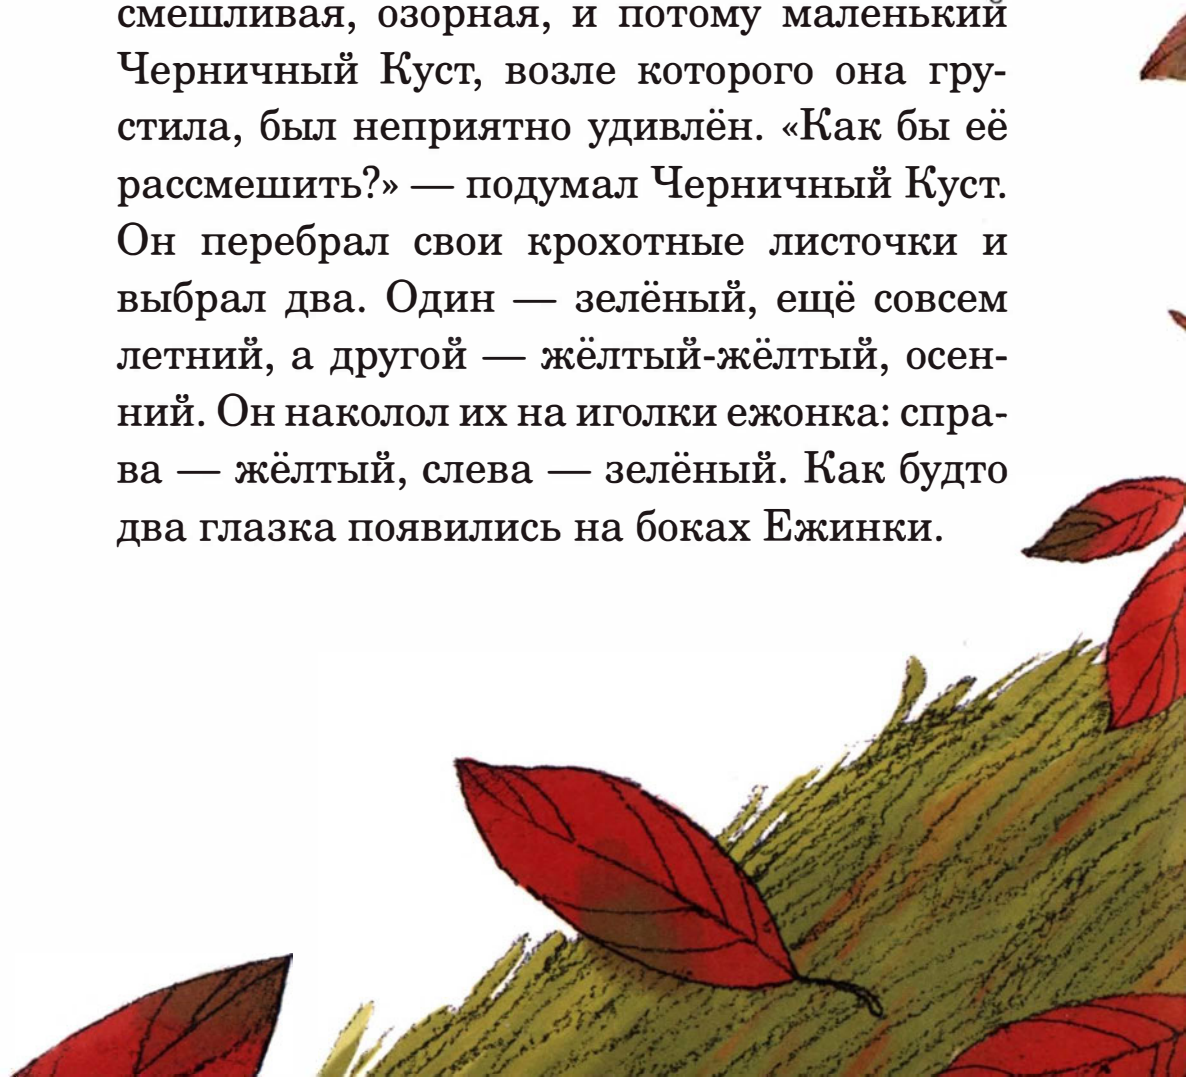 смешливая, озорная, и потому маленький
Черничный Куст, возле которого она гру-
стила, был неприятно удивлён. «Как бы её
рассмешить?» — подумал Черничный Куст.
Он перебрал свои крохотные листочки и
выбрал два. Один — зелёный, ещё совсем
летний, а другой — жёлтый-жёлтый, осен-
ний. Он наколол их на иголки ежонка: спра-
ва — жёлтый, слева — зелёный. Как будто
два глазка появились на боках Ежинки.